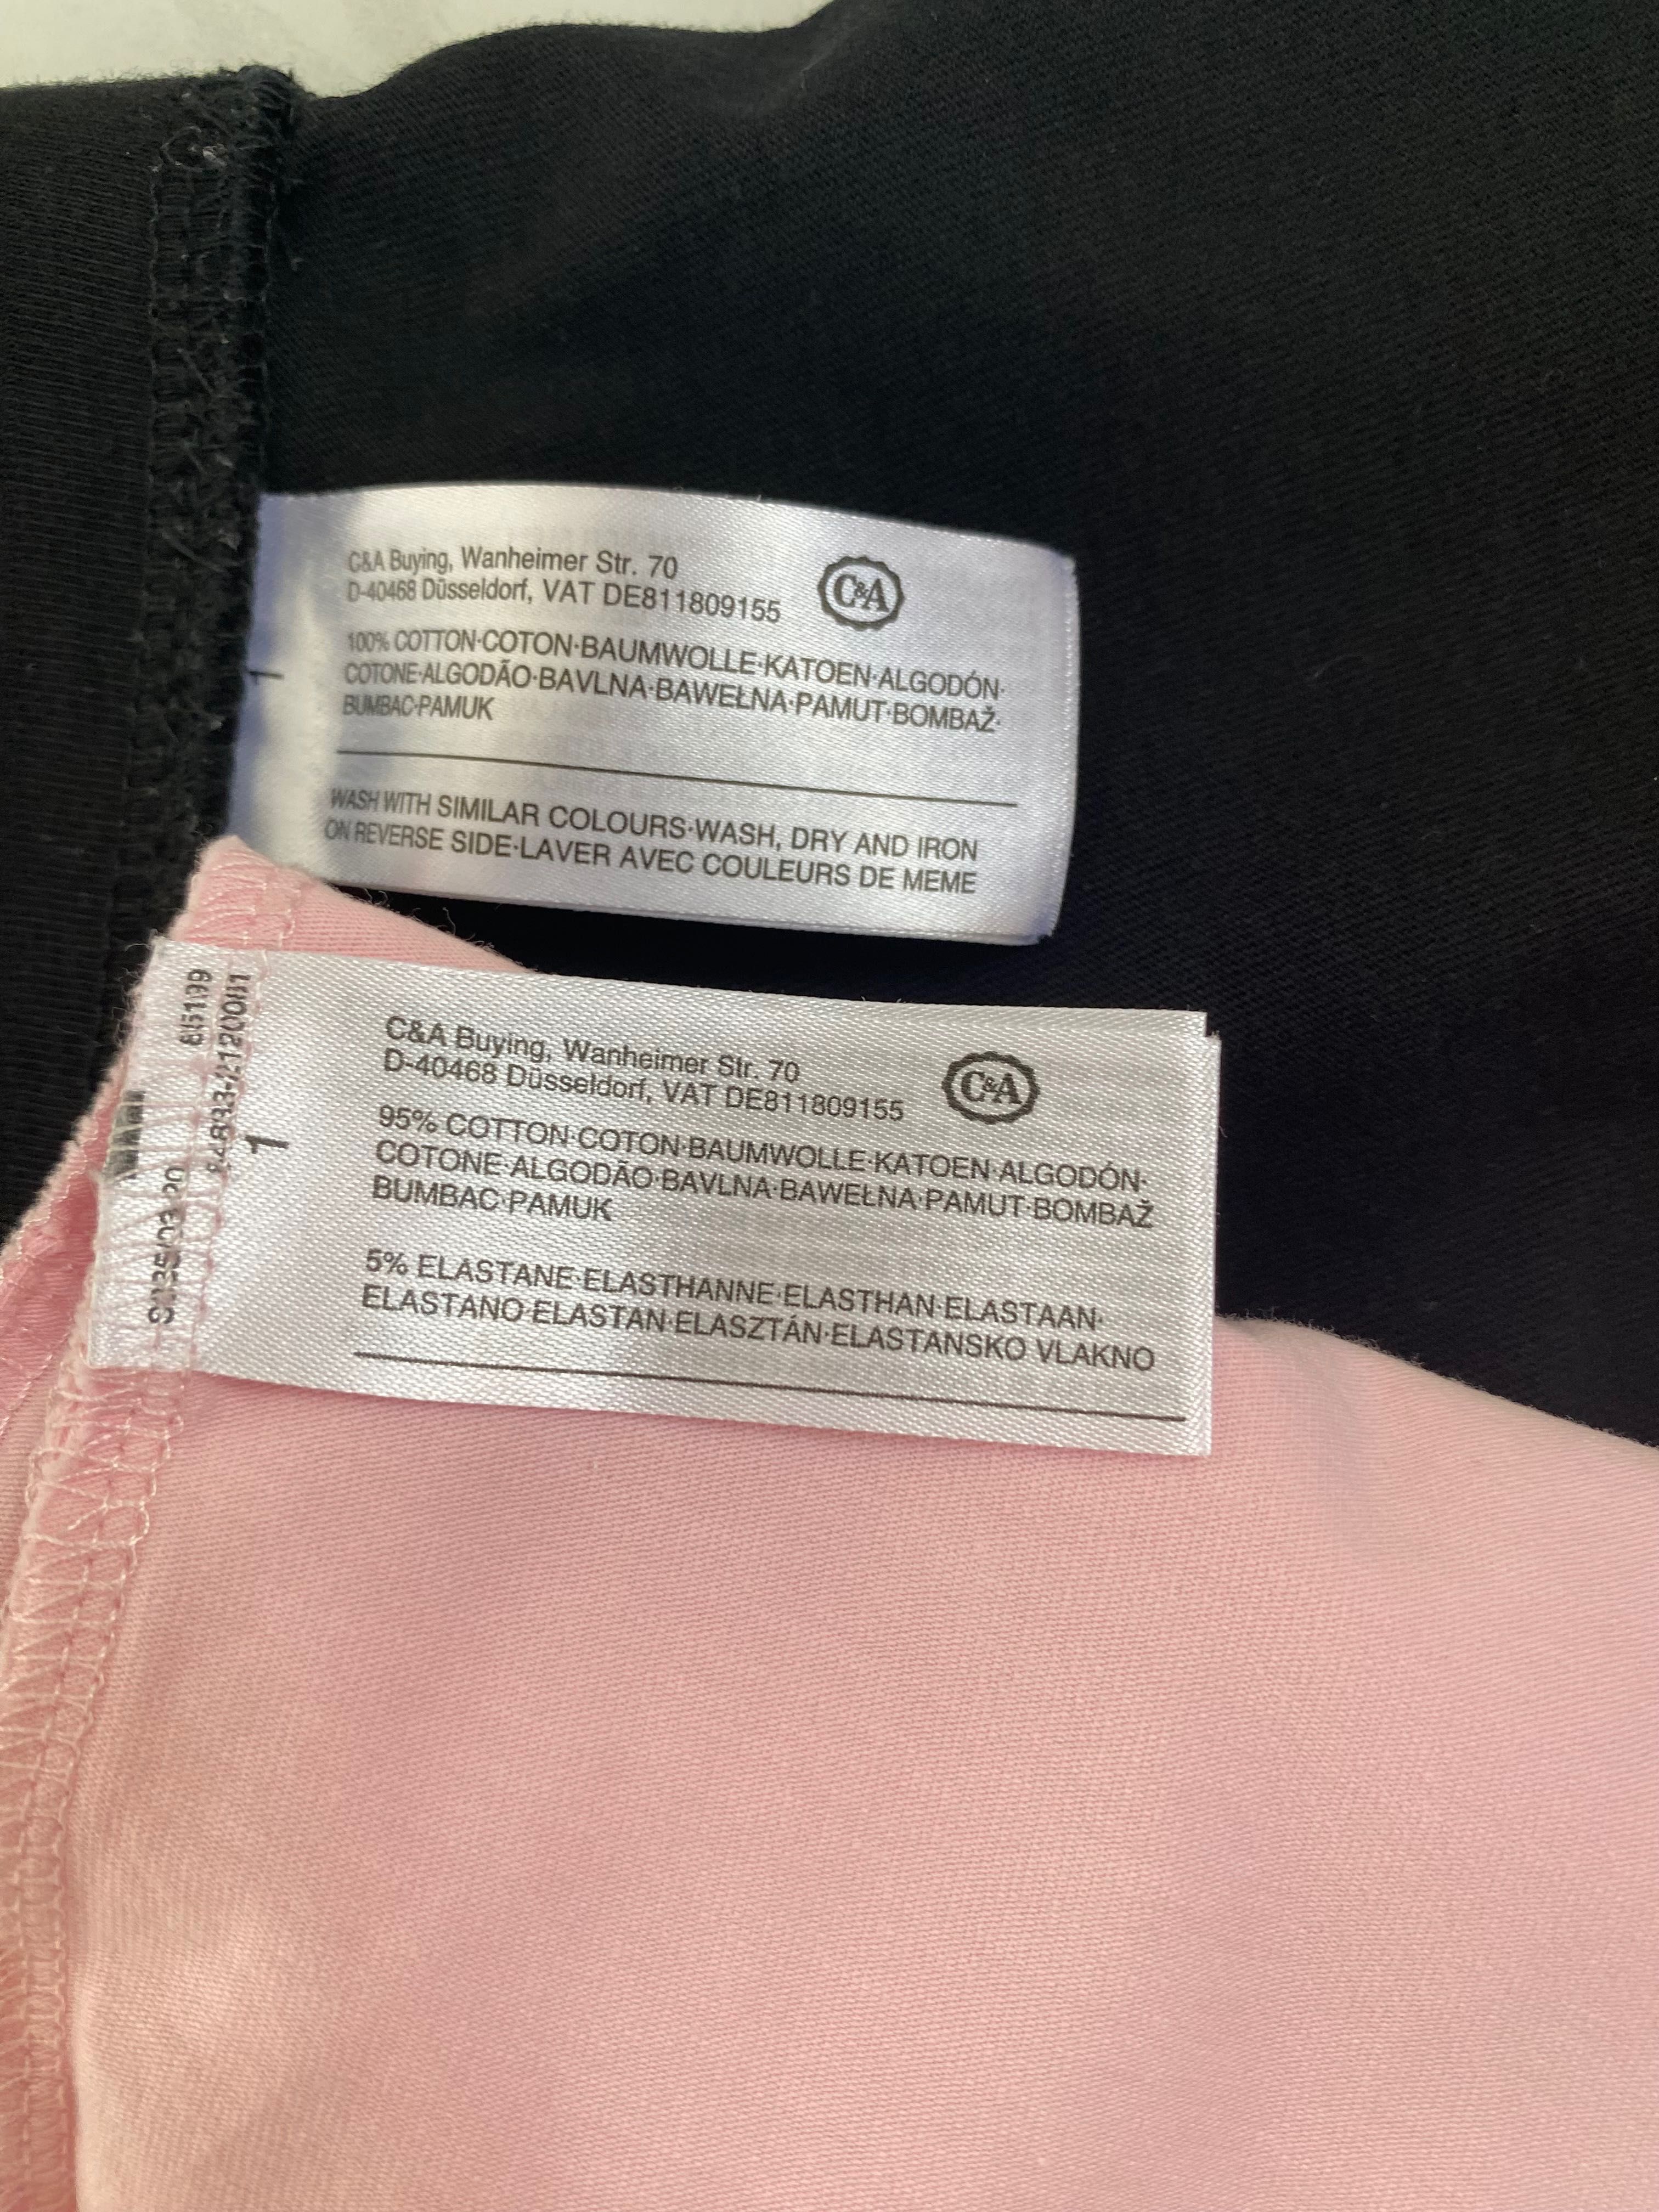 C&A Buying, Wanheimer Str. 70
D-40468 Düsseldorf, VAT DE811809155
C&A
100% COTTON·COTON·BAUMWOLLE·KATOEN·ALGODÓN·
COTONE·ALGODÃO·BAVLNA·BAWEŁNA·PAMUT·BOMBAŽ·
BUMBAC·PAMUK
WASH WITH SIMILAR COLOURS·WASH, DRY AND IRON
ON REVERSE SIDE·LAVER AVEC COULEURS DE MEME
1
C&A Buying, Wanheimer Str. 70
D-40468 Düsseldorf, VAT DE811809155
C&A
95% COTTON·COTON·BAUMWOLLE·KATOEN·ALGODÓN·
COTONE·ALGODÃO·BAVLNA·BAWEŁNA·PAMUT·BOMBAŽ
BUMBAC·PAMUK
5% ELASTANE·ELASTHANNE·ELASTHAN·ELASTAAN·
ELASTANO·ELASTAN·ELASZTÁN·ELASTANSKO VLAKNO
1